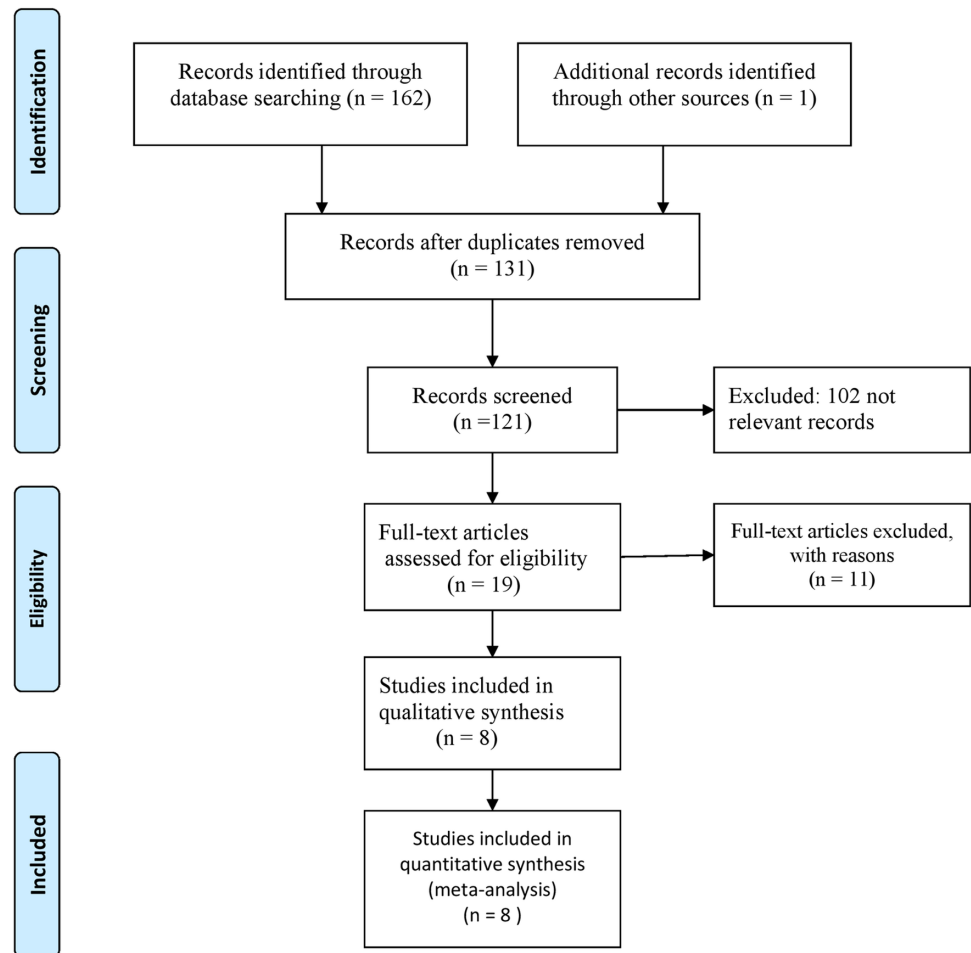 Identification
Records identified through
database searching (n = 162)
Additional records identified
through other sources (n = 1)
Records after duplicates removed
(n = 131)
Screening
Records screened
(n =121)
Excluded: 102 not
relevant records
Eligibility
Full-text articles
assessed for eligibility
(n = 19)
Full-text articles excluded,
with reasons
(n = 11)
Studies included in
qualitative synthesis
(n = 8)
Included
Studies included in
quantitative synthesis
(meta-analysis)
(n = 8 )